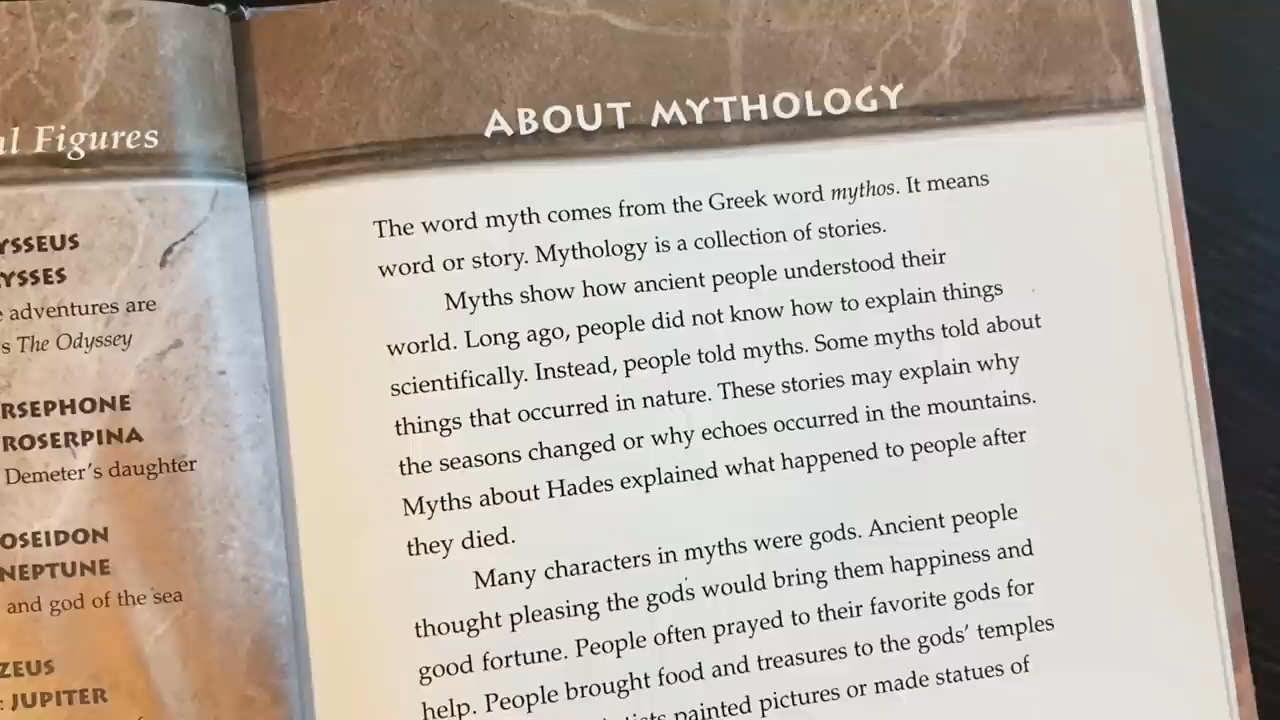 al Figures
YSSEUS
YSSES
adventures are
s The Odyssey
RSEPHONE
ROSERPINA
Demeter's daughter
OSEIDON
NEPTUNE
and god of the sea
ZEUS
: JUPITER
ABOUT MYTHOLOGY
The word myth comes from the Greek word mythos. It means
word or story. Mythology is a collection of stories.
Myths show how ancient people understood their
world. Long ago, people did not know how to explain things
scientifically. Instead, people told myths. Some myths told about
things that occurred in nature. These stories may explain why
the seasons changed or why echoes occurred in the mountains.
Myths about Hades explained what happened to people after
they died.
Many characters in myths were gods. Ancient people
thought pleasing the gods would bring them happiness and
good fortune. People often prayed to their favorite gods for
help. People brought food and treasures to the gods' temples
painted pictures or made statues of